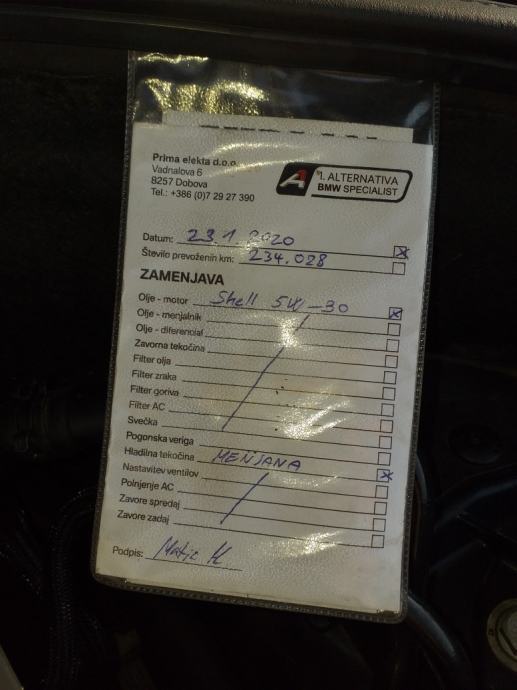 Prima elekta d.o.o.
Vadnalova 6
8257 Dobova
Tel.: +386 (0)7 29 27 390
A1
1. ALTERNATIVA
BMW SPECIALIST
Datum: 23.1.2020
Število prevoženih km: 234.028
ZAMENJAVA
Olje - motor Shell 5W-30
Olje - menjalnik
Olje - diferencial
Zavorna tekočina
Filter olja
Filter zraka
Filter goriva
Filter AC
Svečka
Pogonska veriga
Hladilna tekočina MENJANA
Nastavitev ventilov
Polnjenje AC
Zavore spredaj
Zavore zadaj
Podpis: Matic K